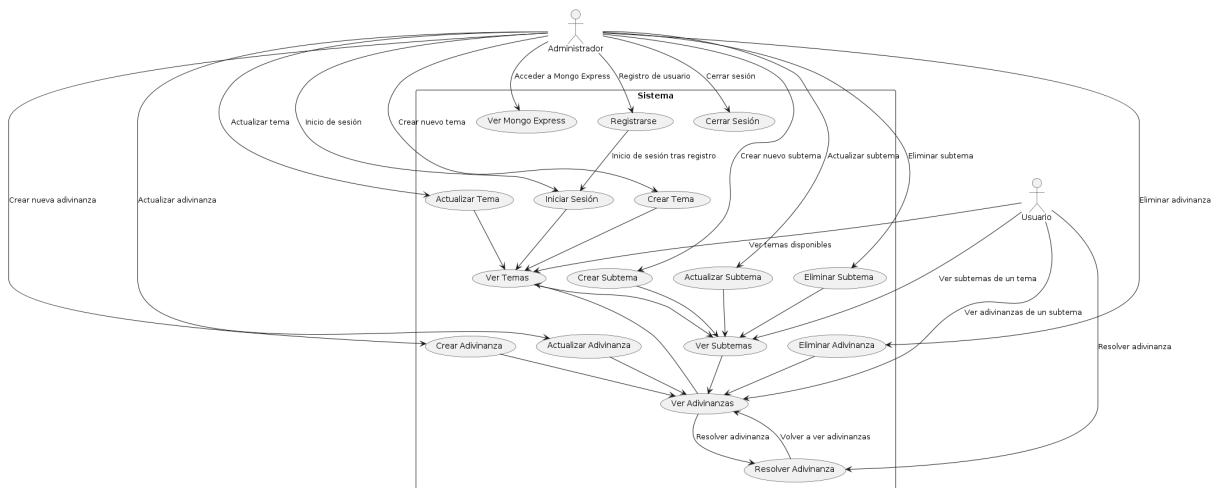 Administrador
Acceder a Mongo Express
Registro de usuario
Cerrar sesión
Sistema
Ver Mongo Express
Registrarse
Cerrar Sesión
Actualizar tema
Inicio de sesión
Crear nuevo tema
Inicio de sesión tras registro
Crear nuevo subtema
Actualizar subtema
Eliminar subtema
Crear nueva adivinanza
Actualizar adivinanza
Actualizar Tema
Iniciar Sesión
Crear Tema
Usuario
Eliminar adivinanza
Ver temas disponibles
Ver Temas
Crear Subtema
Actualizar Subtema
Eliminar Subtema
Ver subtemas de un tema
Ver adivinanzas de un subtema
Crear Adivinanza
Actualizar Adivinanza
Ver Subtemas
Eliminar Adivinanza
Resolver adivinanza
Ver Adivinanzas
Resolver adivinanza
Volver a ver adivinanzas
Resolver Adivinanza